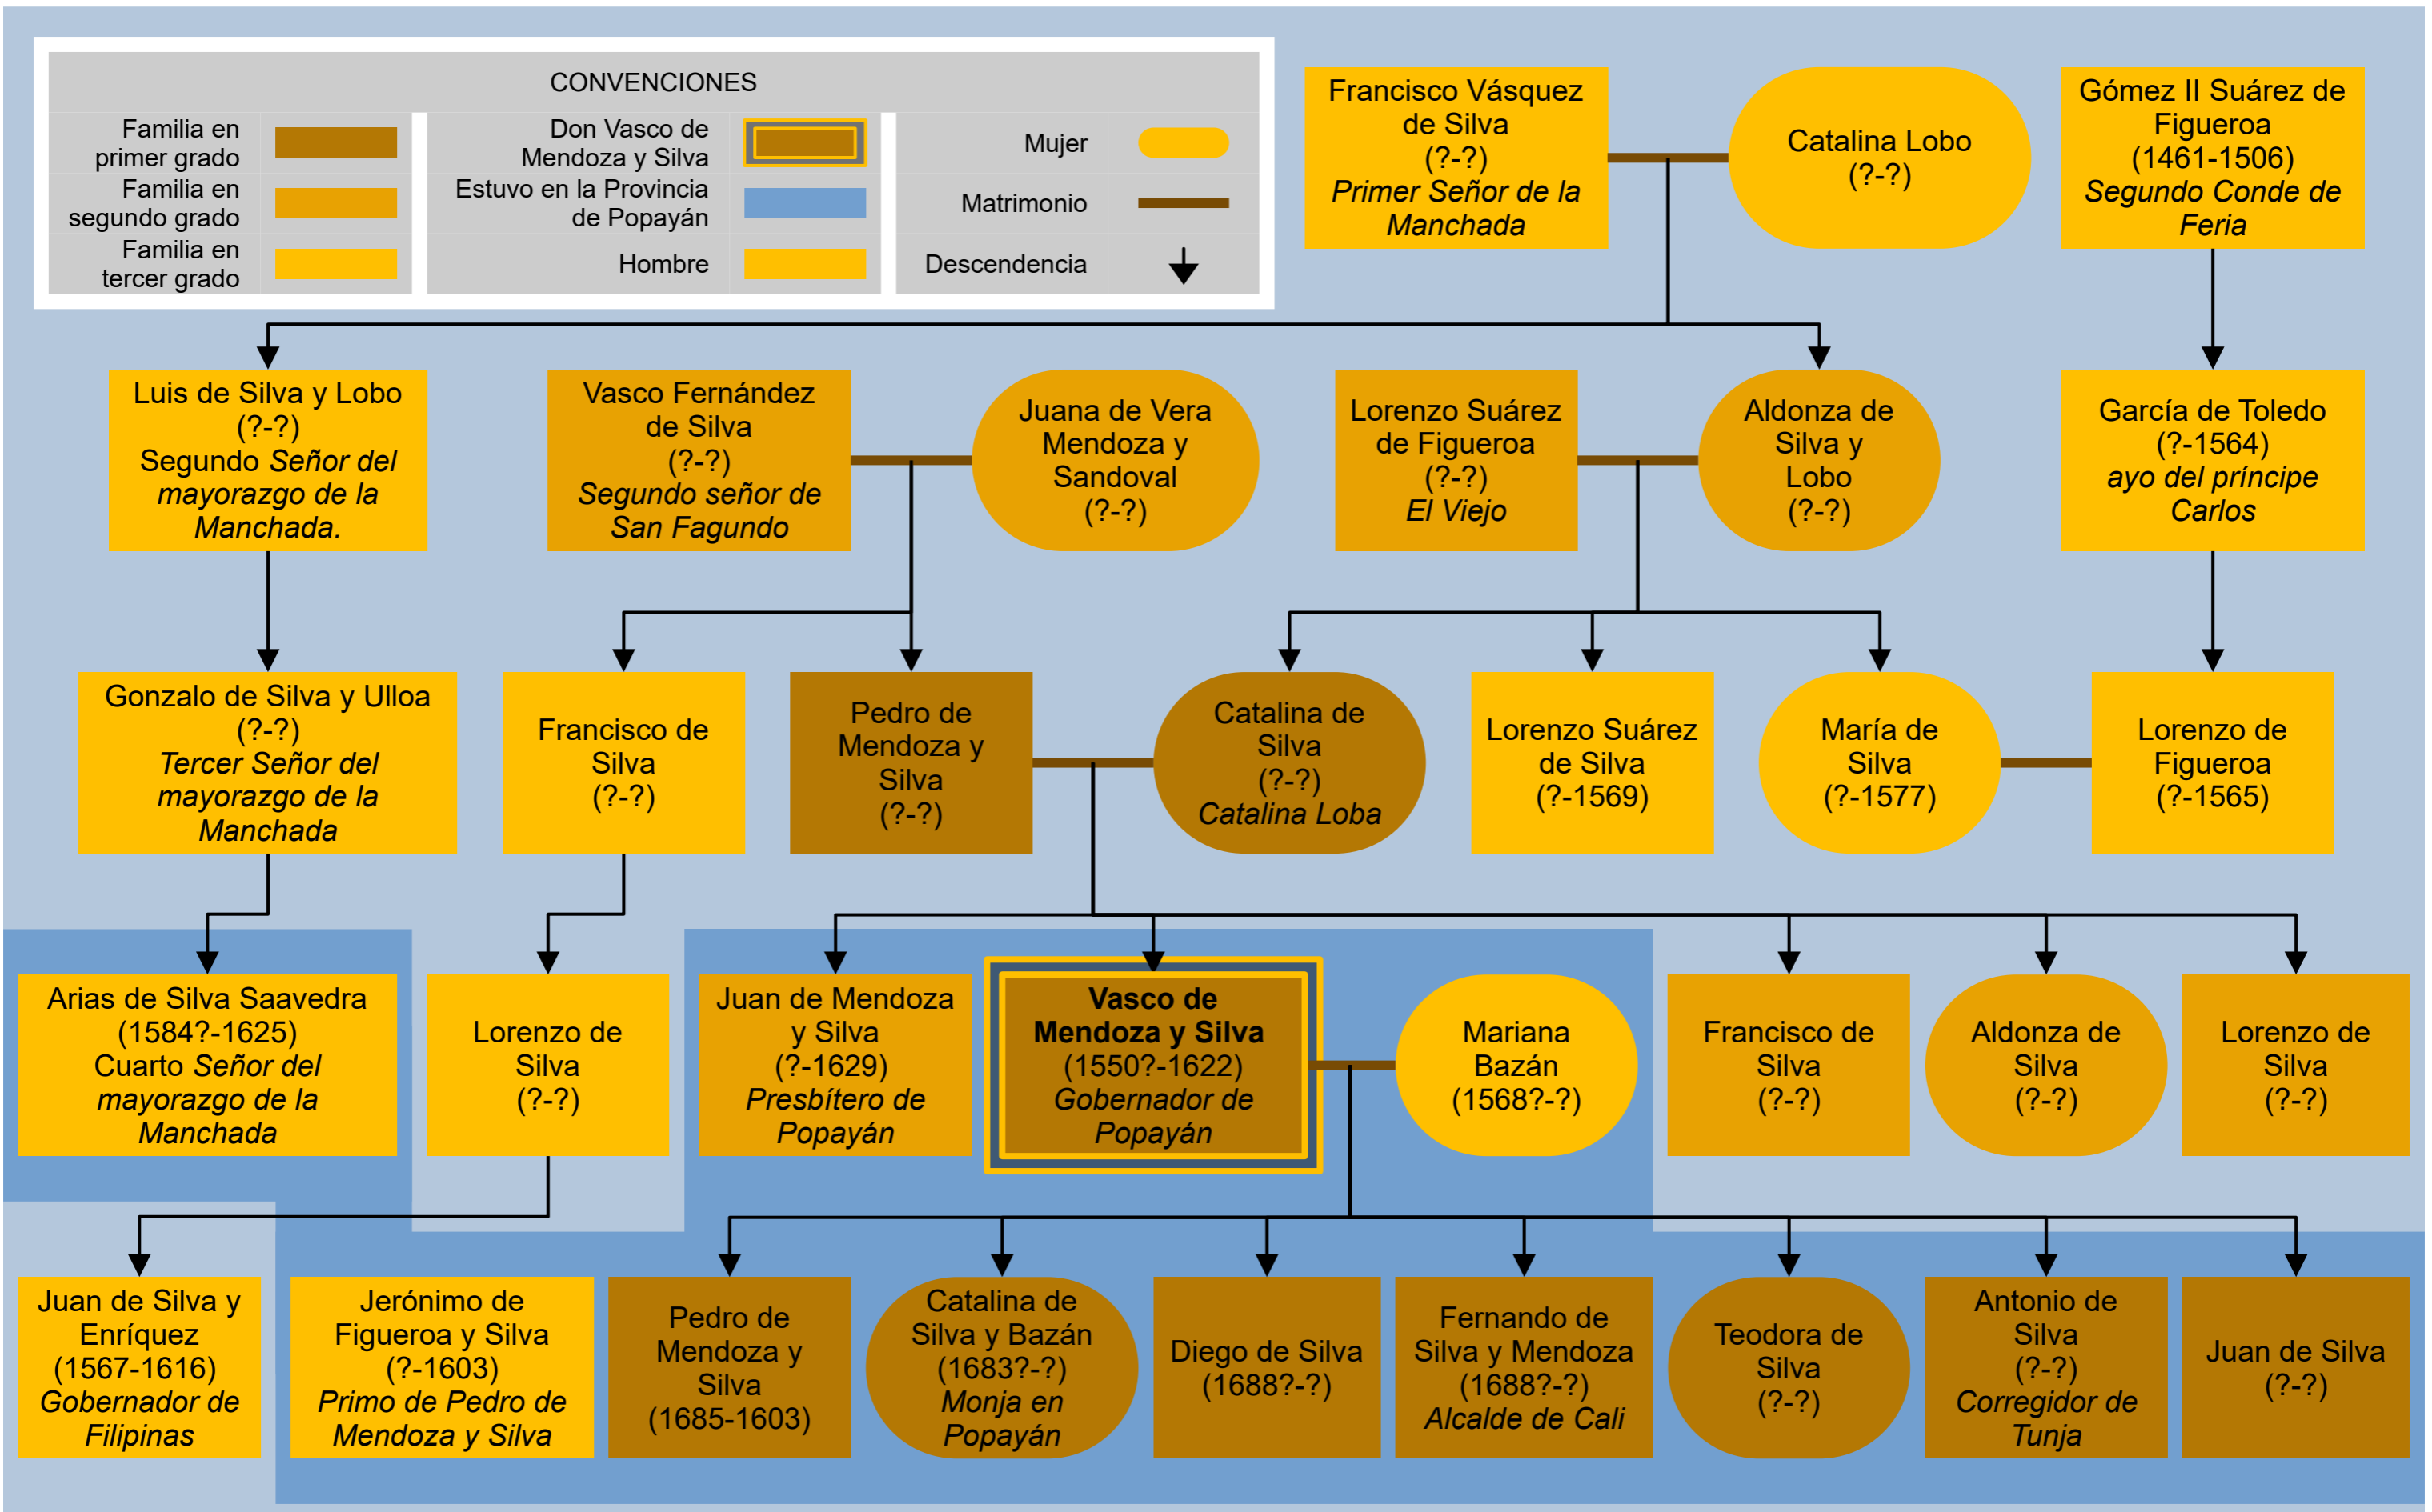 CONVENCIONES
Familia en
primer grado
Don Vasco de
Mendoza y Silva
Mujer
Familia en
segundo grado
Estuvo en la Provincia
de Popayán
Matrimonio
Familia en
tercer grado
Hombre
Descendencia
Francisco Vásquez
de Silva
(?-?)
Primer Señor de la
Manchada
Catalina Lobo
(?-?)
Gómez II Suárez de
Figueroa
(1461-1506)
Segundo Conde de
Feria
Luis de Silva y Lobo
(?-?)
Segundo Señor del
mayorazgo de la
Manchada.
Vasco Fernández
de Silva
(?-?)
Segundo señor de
San Fagundo
Juana de Vera
Mendoza y
Sandoval
(?-?)
Lorenzo Suárez
de Figueroa
(?-?)
El Viejo
Aldonza de
Silva y
Lobo
(?-?)
García de Toledo
(?-1564)
ayo del príncipe
Carlos
Gonzalo de Silva y Ulloa
(?-?)
Tercer Señor del
mayorazgo de la
Manchada
Francisco de
Silva
(?-?)
Pedro de
Mendoza y
Silva
(?-?)
Catalina de
Silva
(?-?)
Catalina Loba
Lorenzo Suárez
de Silva
(?-1569)
María de
Silva
(?-1577)
Lorenzo de
Figueroa
(?-1565)
Arias de Silva Saavedra
(1584?-1625)
Cuarto Señor del
mayorazgo de la
Manchada
Lorenzo de
Silva
(?-?)
Juan de Mendoza
y Silva
(?-1629)
Presbítero de
Popayán
Vasco de
Mendoza y Silva
(1550?-1622)
Gobernador de
Popayán
Mariana
Bazán
(1568?-?)
Francisco de
Silva
(?-?)
Aldonza de
Silva
(?-?)
Lorenzo de
Silva
(?-?)
Juan de Silva y
Enríquez
(1567-1616)
Gobernador de
Filipinas
Jerónimo de
Figueroa y Silva
(?-1603)
Primo de Pedro de
Mendoza y Silva
Pedro de
Mendoza y
Silva
(1685-1603)
Catalina de
Silva y Bazán
(1683?-?)
Monja en
Popayán
Diego de Silva
(1688?-?)
Fernando de
Silva y Mendoza
(1688?-?)
Alcalde de Cali
Teodora de
Silva
(?-?)
Antonio de
Silva
(?-?)
Corregidor de
Tunja
Juan de Silva
(?-?)